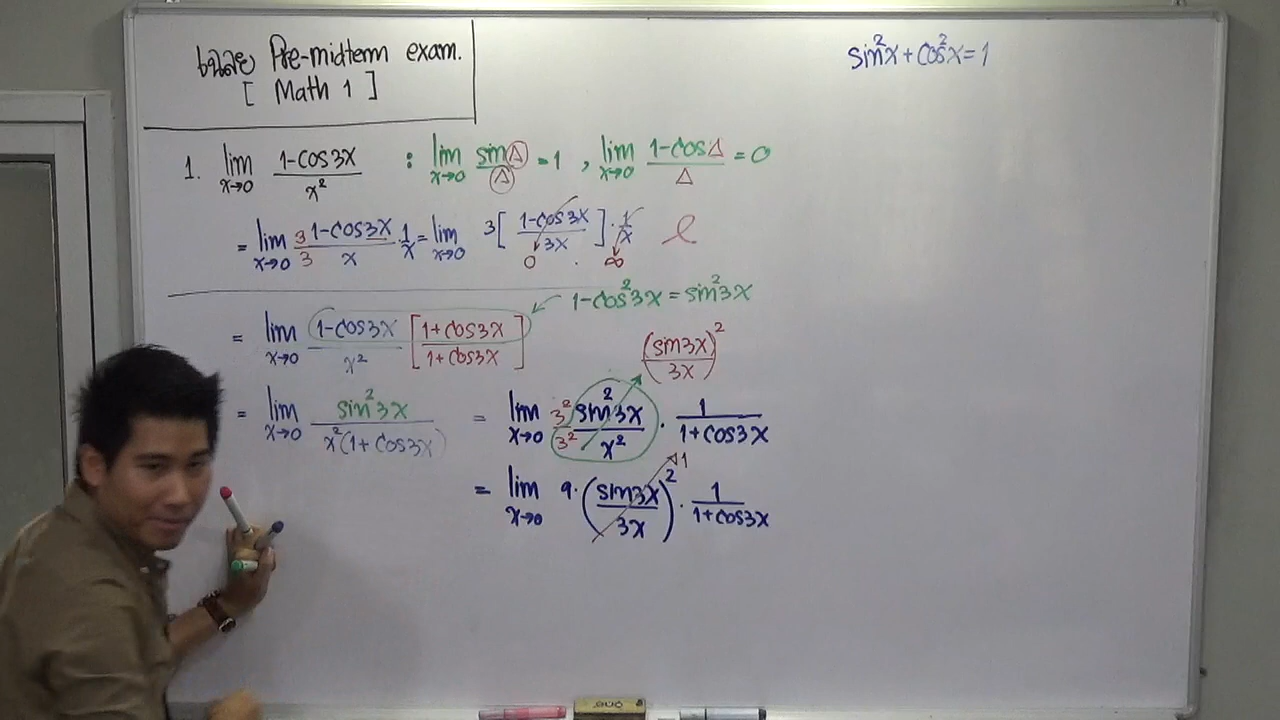 เฉลย Pre-midterm exam.
[ Math 1 ]
sin²x + cos²x = 1
1. lim x→0 (1-cos3x)/x² : lim x→0 sin△/△ = 1 , lim x→0 (1-cos△)/△ = 0
= lim x→0 3/3 (1-cos3x)/x · 1/x = lim x→0 3[(1-cos3x)/3x] · 1/x
0 · ∞
1-cos²3x = sin²3x
= lim x→0 (1-cos3x)/x² [(1+cos3x)/(1+cos3x)]
(sin3x/3x)²
= lim x→0 sin²3x/x²(1+cos3x) = lim x→0 3²/3² sin²3x/x² · 1/(1+cos3x)
= lim x→0 9·(sin3x/3x)² · 1/(1+cos3x)
1